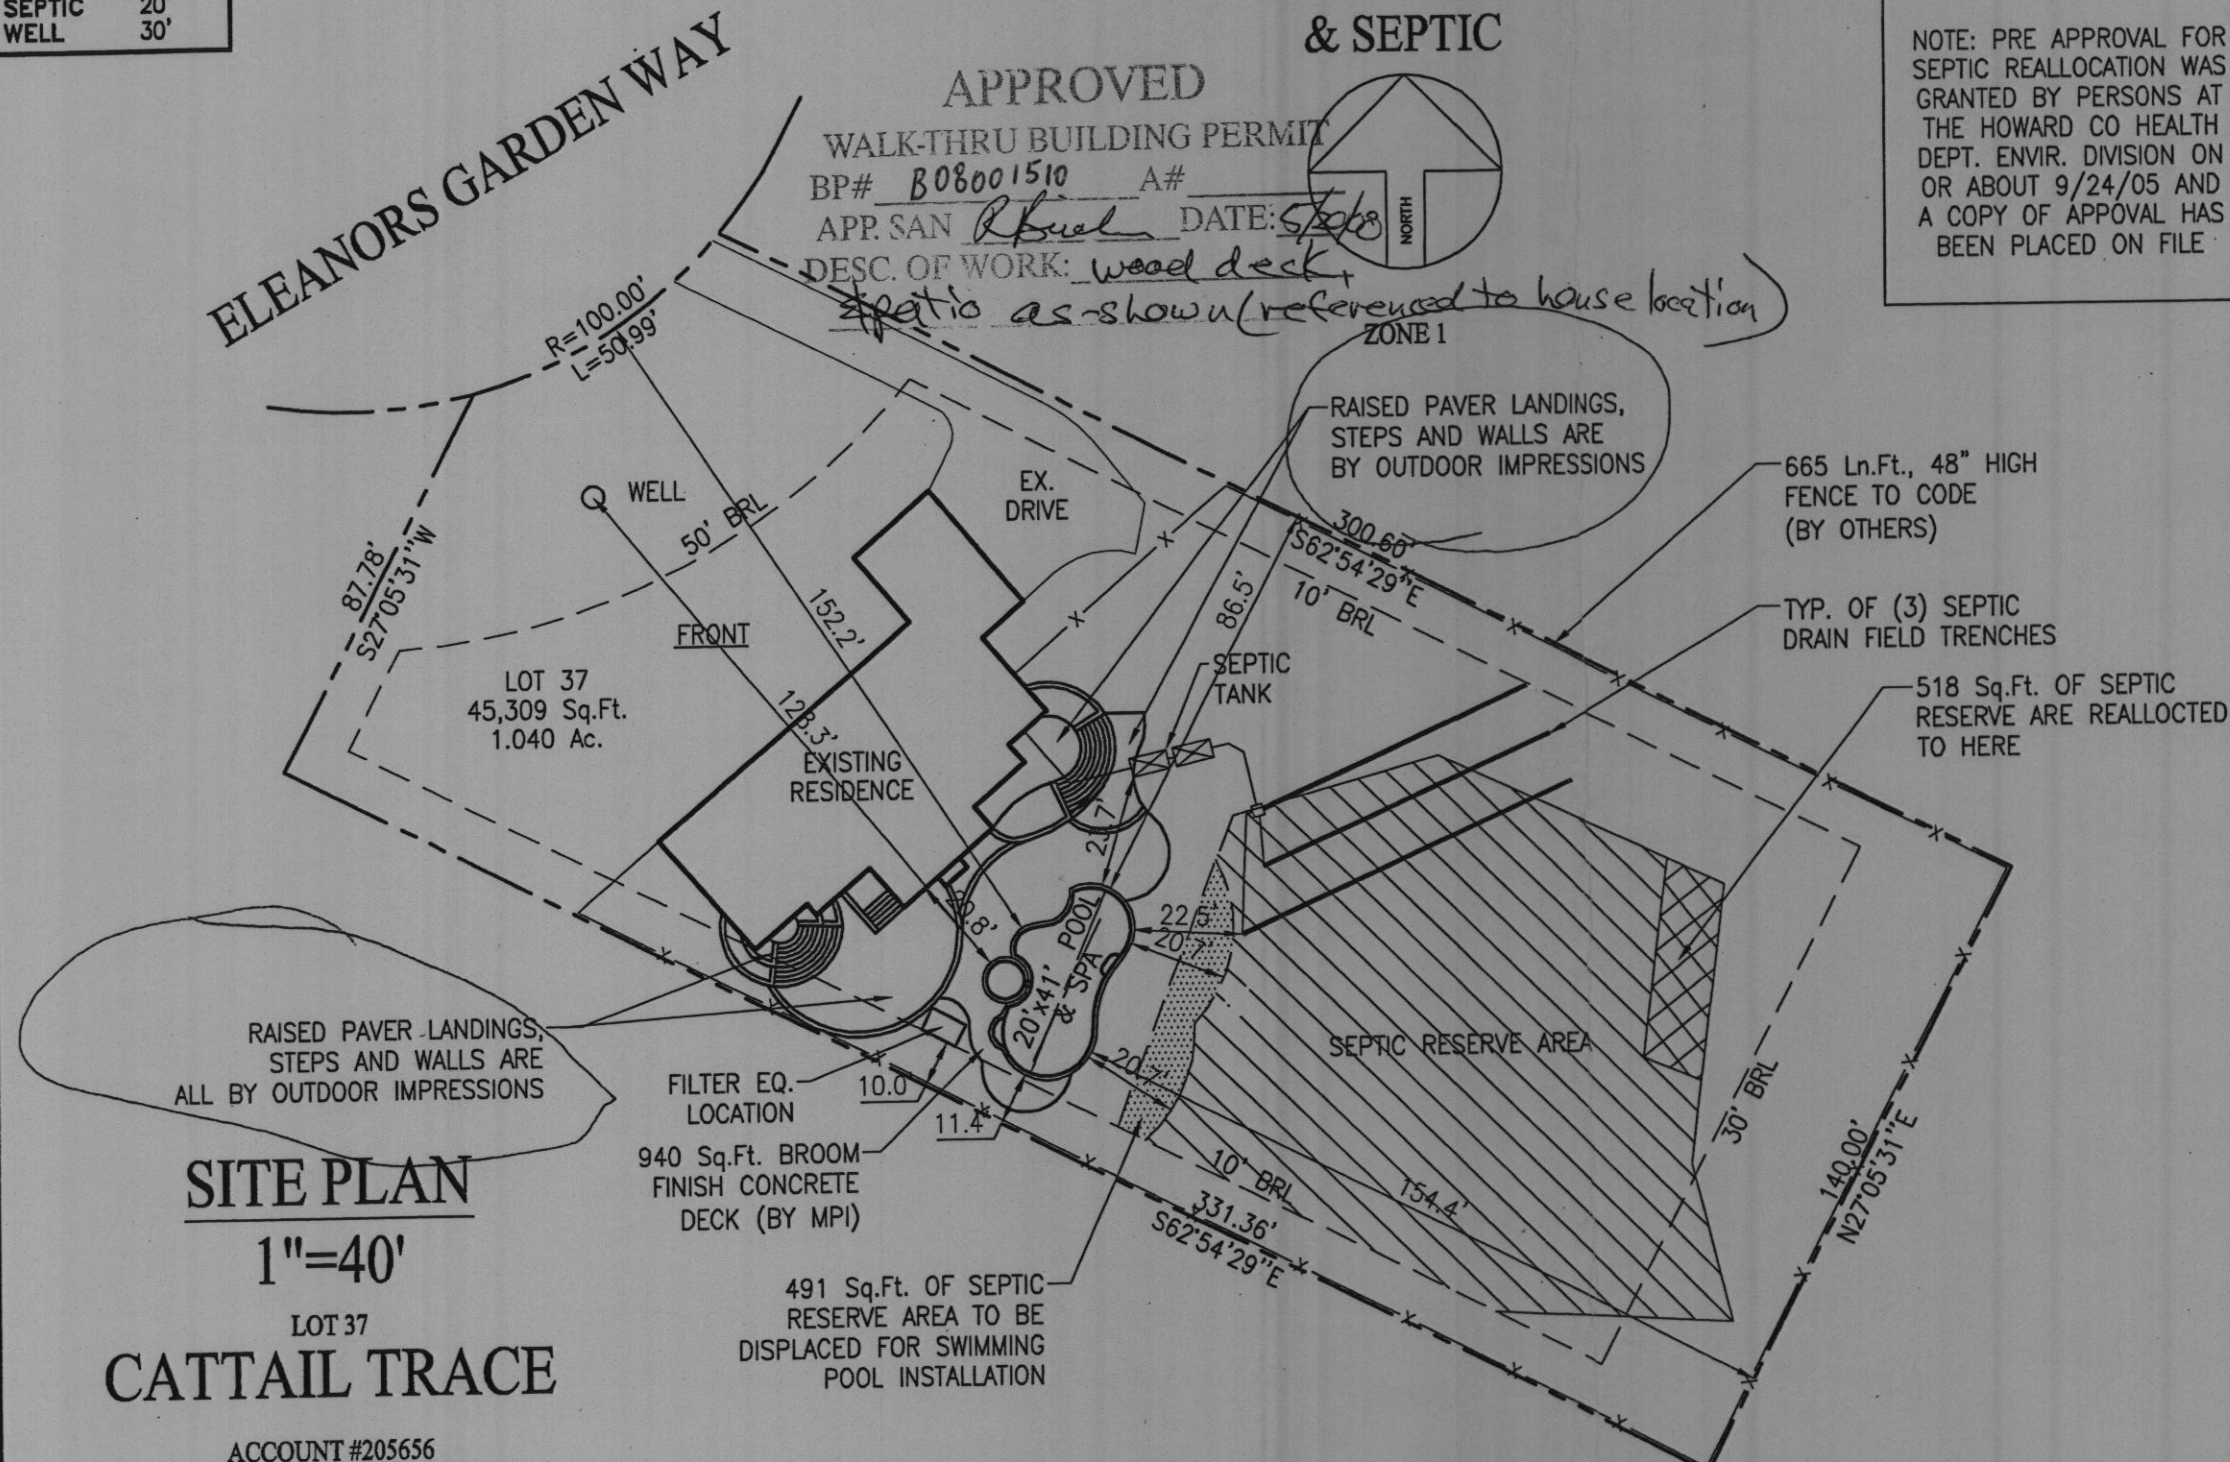 SEPTIC 20'
WELL 30'
& SEPTIC
NOTE: PRE APPROVAL FOR
SEPTIC REALLOCATION WAS
GRANTED BY PERSONS AT
THE HOWARD CO HEALTH
DEPT. ENVIR. DIVISION ON
OR ABOUT 9/24/05 AND
A COPY OF APPOVAL HAS
BEEN PLACED ON FILE
ELEANORS GARDEN WAY
APPROVED
WALK-THRU BUILDING PERMIT
BP# B08001510 A#
APP. SAN DATE: 5/20/08
DESC. OF WORK: wood deck,
&patio as-shown (referenced to house location)
NORTH
ZONE 1
R=100.00'
L=50.99'
RAISED PAVER LANDINGS,
STEPS AND WALLS ARE
BY OUTDOOR IMPRESSIONS
665 Ln.Ft., 48" HIGH
FENCE TO CODE
(BY OTHERS)
WELL
50' BRL
EX.
DRIVE
300.60'
S62°54'29"E
10' BRL
87.78'
S27°05'31"W
152.2'
86.5'
FRONT
TYP. OF (3) SEPTIC
DRAIN FIELD TRENCHES
LOT 37
45,309 Sq.Ft.
1.040 Ac.
SEPTIC
TANK
518 Sq.Ft. OF SEPTIC
RESERVE ARE REALLOCTED
TO HERE
128.3'
EXISTING
RESIDENCE
22.5'
20.7'
20'x41' POOL
& SPA
SEPTIC RESERVE AREA
RAISED PAVER LANDINGS,
STEPS AND WALLS ARE
ALL BY OUTDOOR IMPRESSIONS
FILTER EQ.
LOCATION
10.0'
11.4'
20.7'
30' BRL
940 Sq.Ft. BROOM
FINISH CONCRETE
DECK (BY MPI)
10' BRL
331.36'
S62°54'29"E
154.4'
140.00'
N27°05'31"E
SITE PLAN
1"=40'
491 Sq.Ft. OF SEPTIC
RESERVE AREA TO BE
DISPLACED FOR SWIMMING
POOL INSTALLATION
LOT 37
CATTAIL TRACE
ACCOUNT #205656